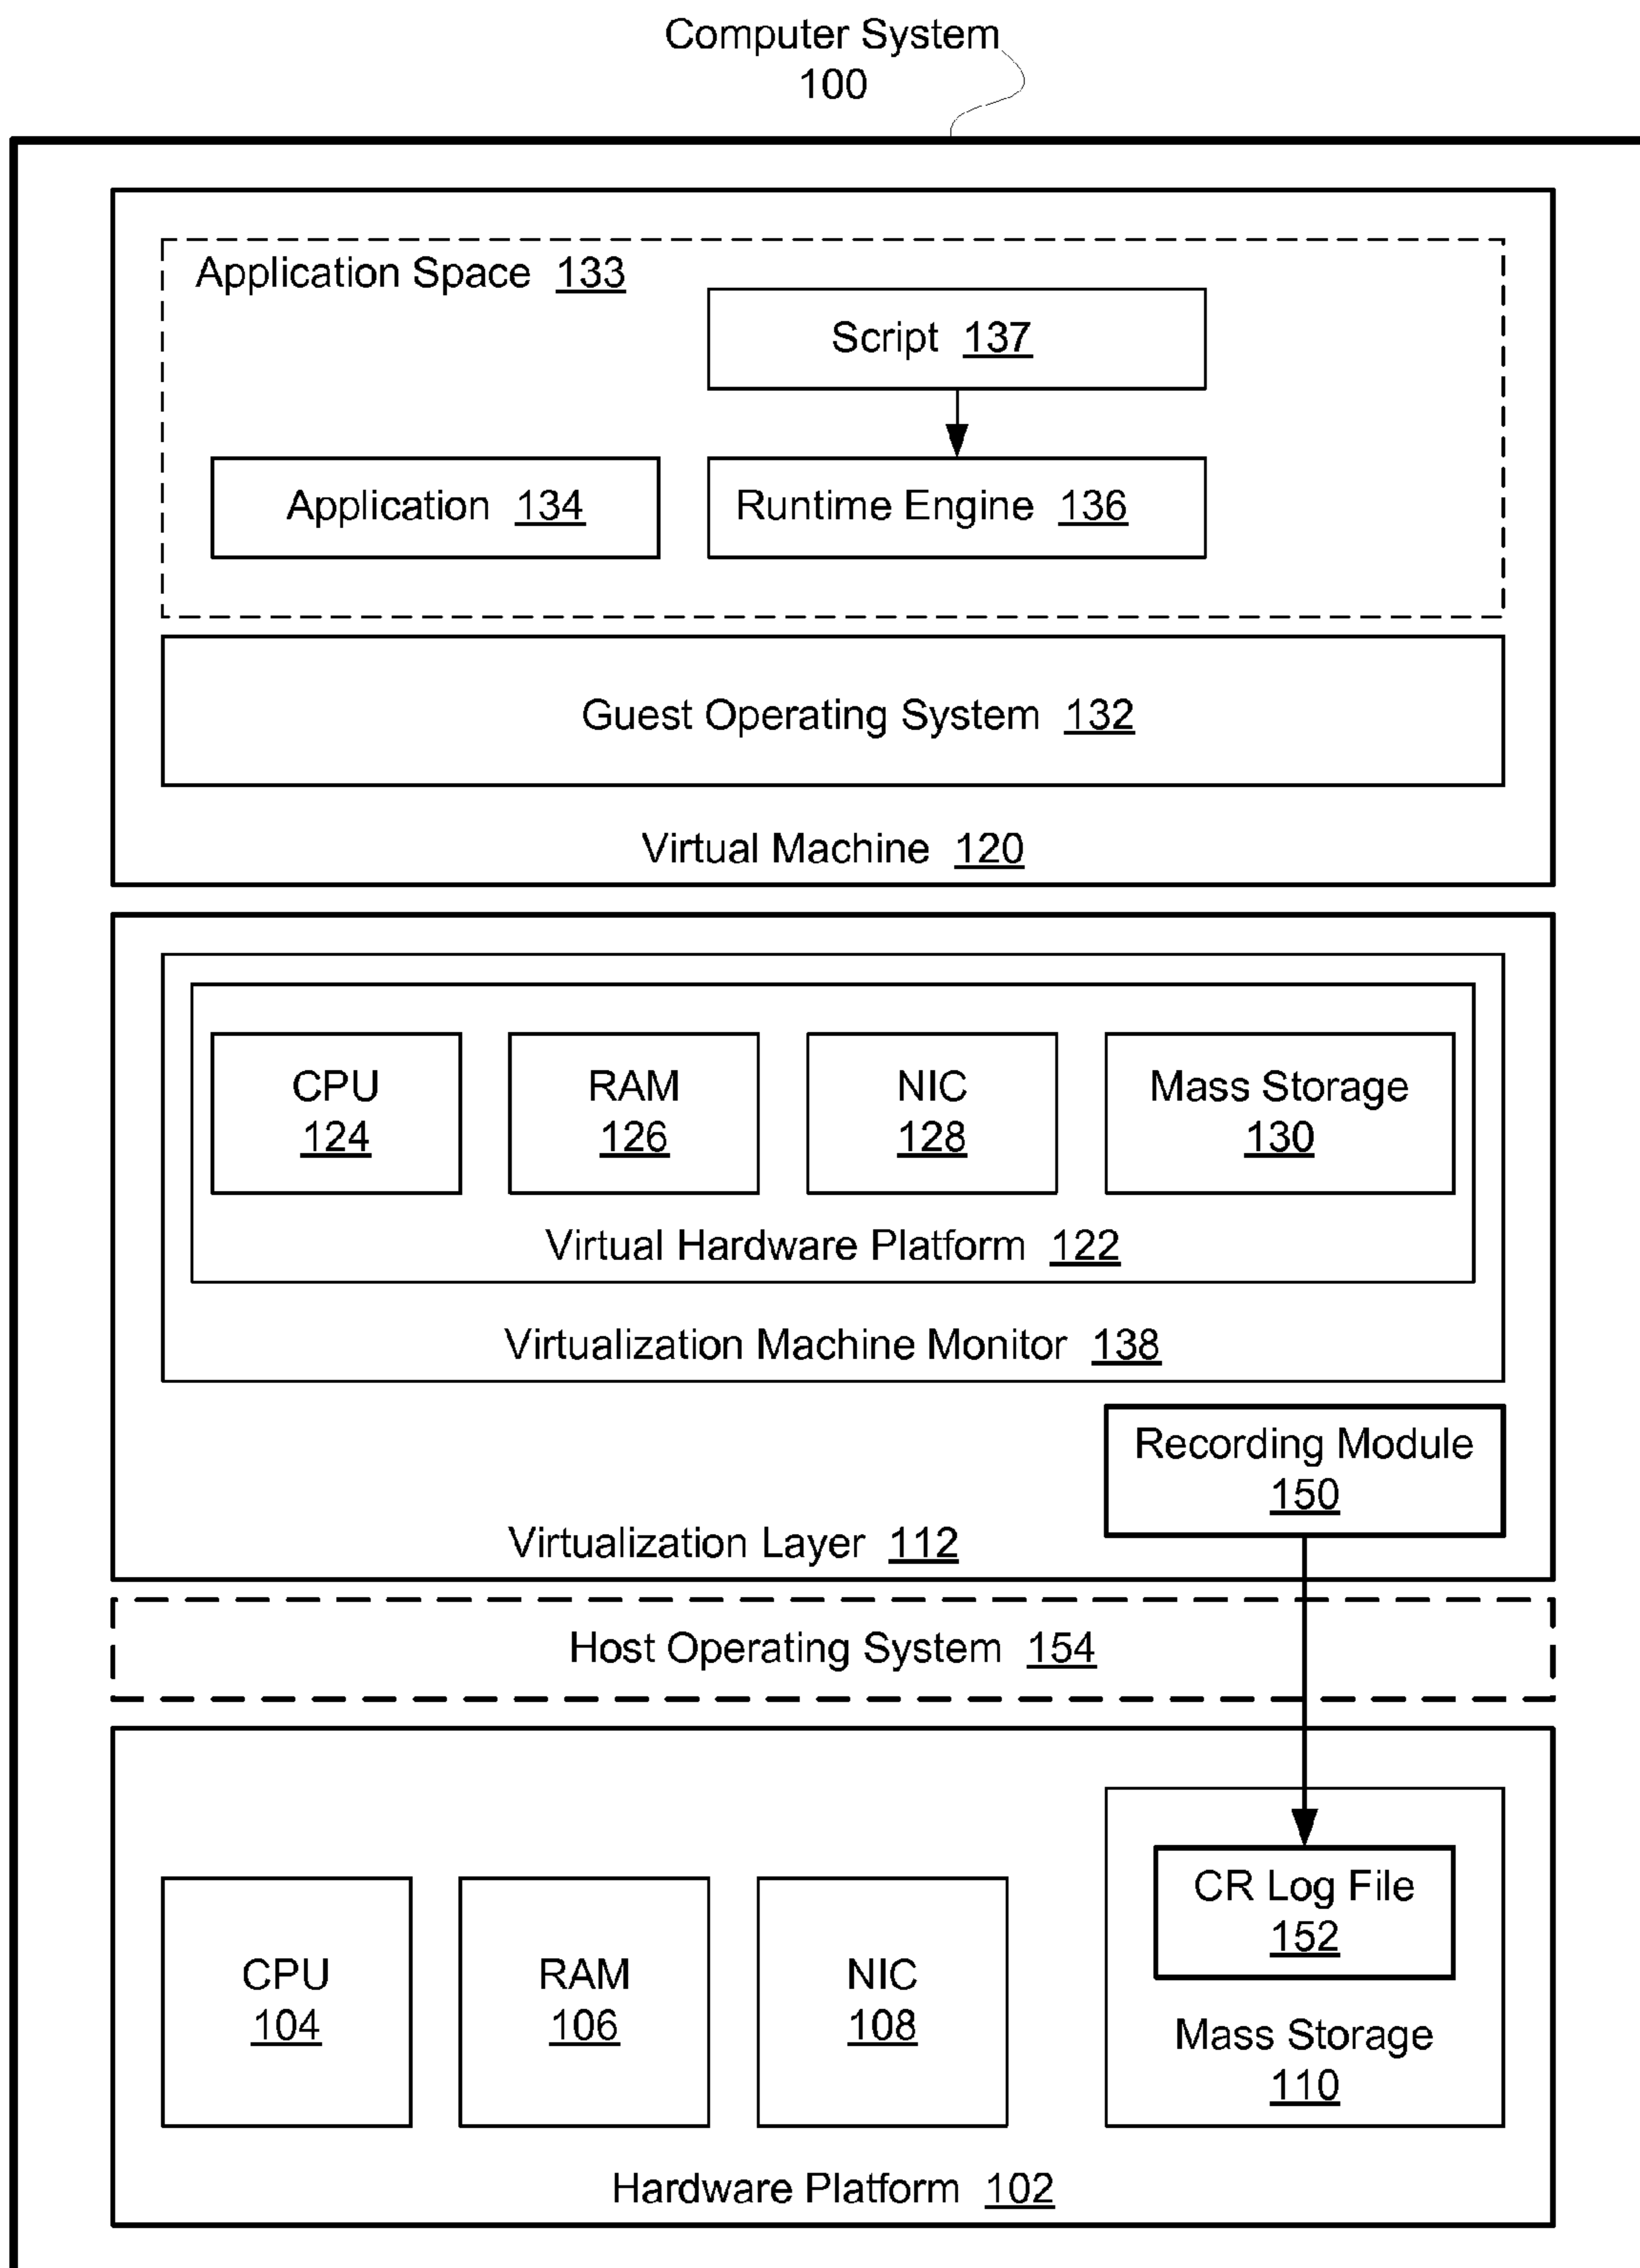 Computer System
100
Application Space 133
Script 137
Application 134
Runtime Engine 136
Guest Operating System 132
Virtual Machine 120
CPU
124
RAM
126
NIC
128
Mass Storage
130
Virtual Hardware Platform 122
Virtualization Machine Monitor 138
Recording Module
150
Virtualization Layer 112
Host Operating System 154
CR Log File
152
CPU
104
RAM
106
NIC
108
Mass Storage
110
Hardware Platform 102